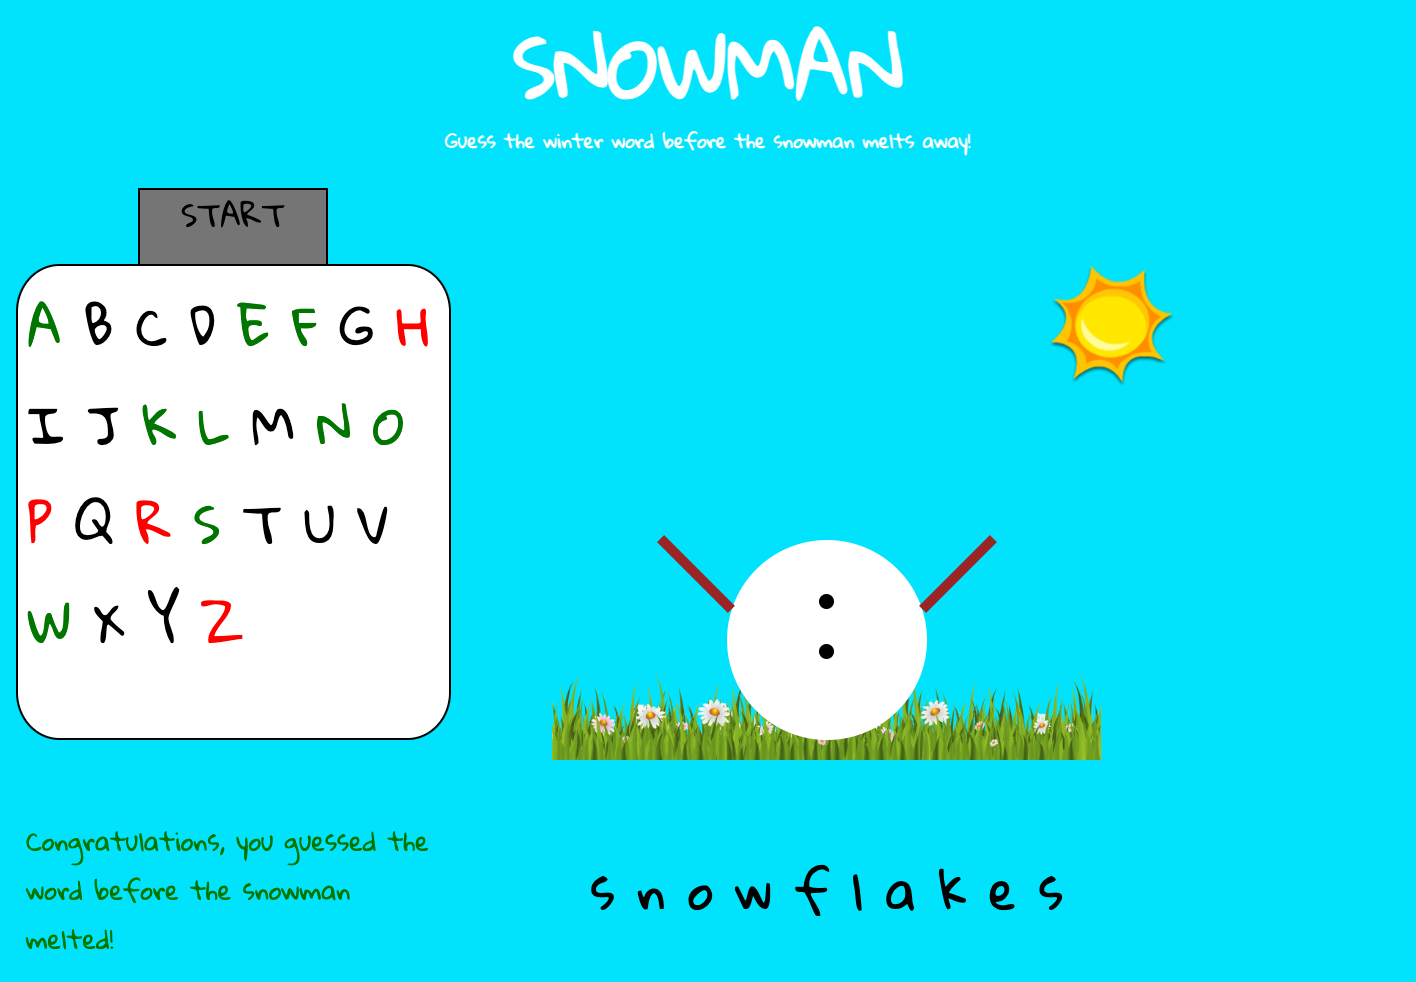 SNOWMAN
Guess the winter word before the snowman melts away!
START
A B C D E F G H
I J K L M N O
P Q R S T U V
W X Y Z
Congratulations, you guessed the
word before the snowman
melted!
s n o w f l a k e s